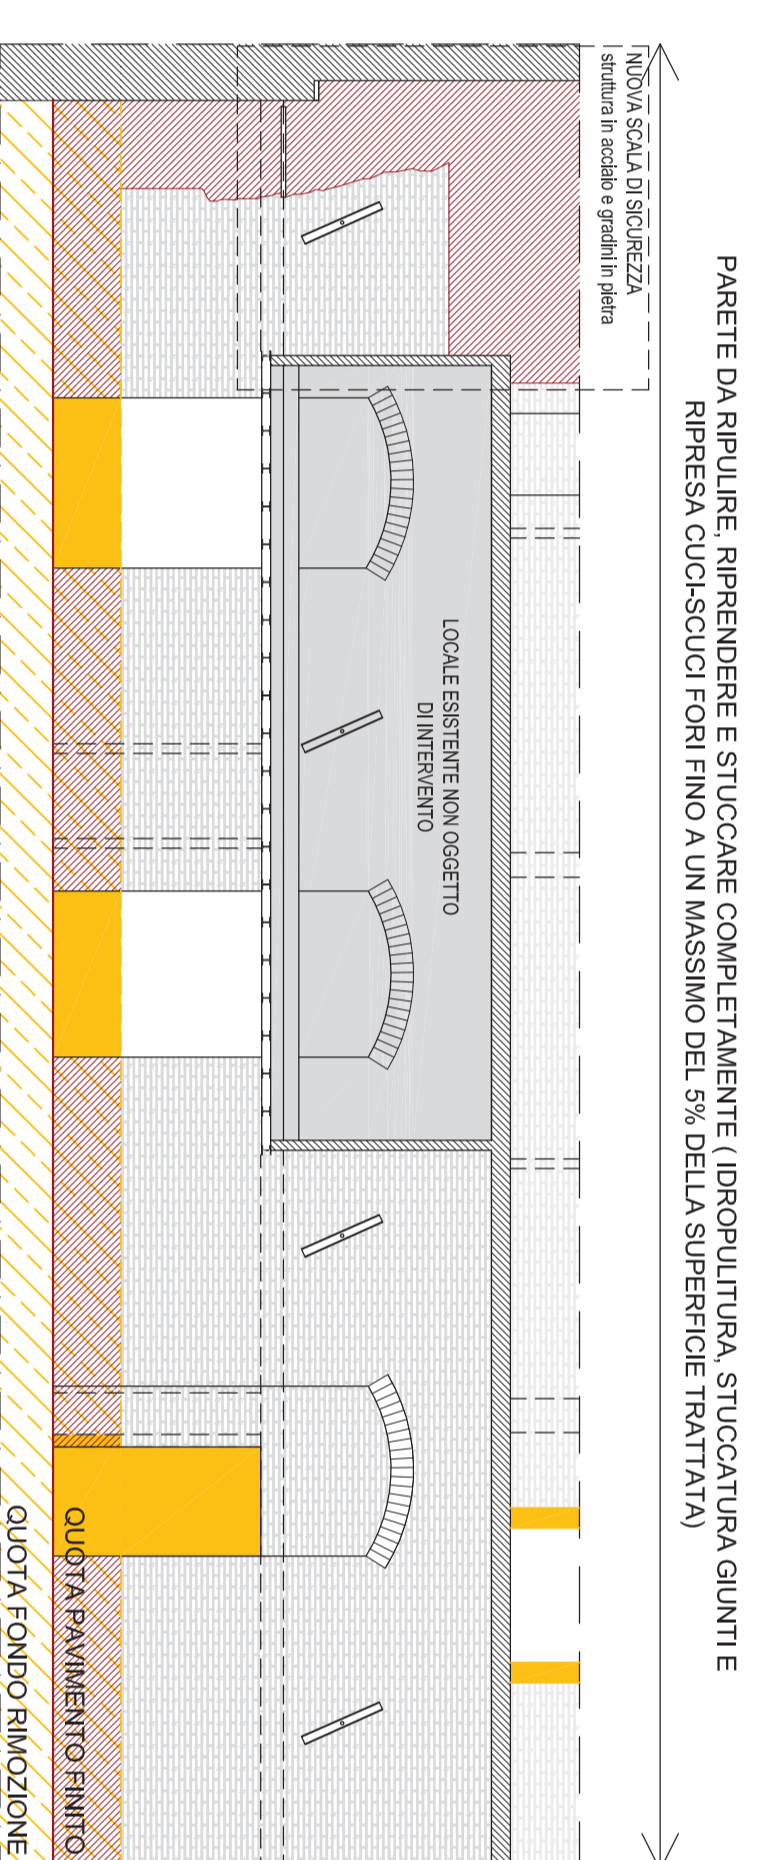 PARETE DA RIPULIRE, RIPRENDERE E STUCCARE COMPLETAMENTE ( IDROPULITURA, STUCCATURA GIUNTI E
RIPRESA CUCI-SCUCI FORI FINO A UN MASSIMO DEL 5% DELLA SUPERFICIE TRATTATA)
NUOVA SCALA DI SICUREZZA
struttura in acciaio e gradini in pietra
LOCALE ESISTENTE NON OGGETTO
DI INTERVENTO
QUOTA PAVIMENTO FINITO
QUOTA FONDO RIMOZIONE